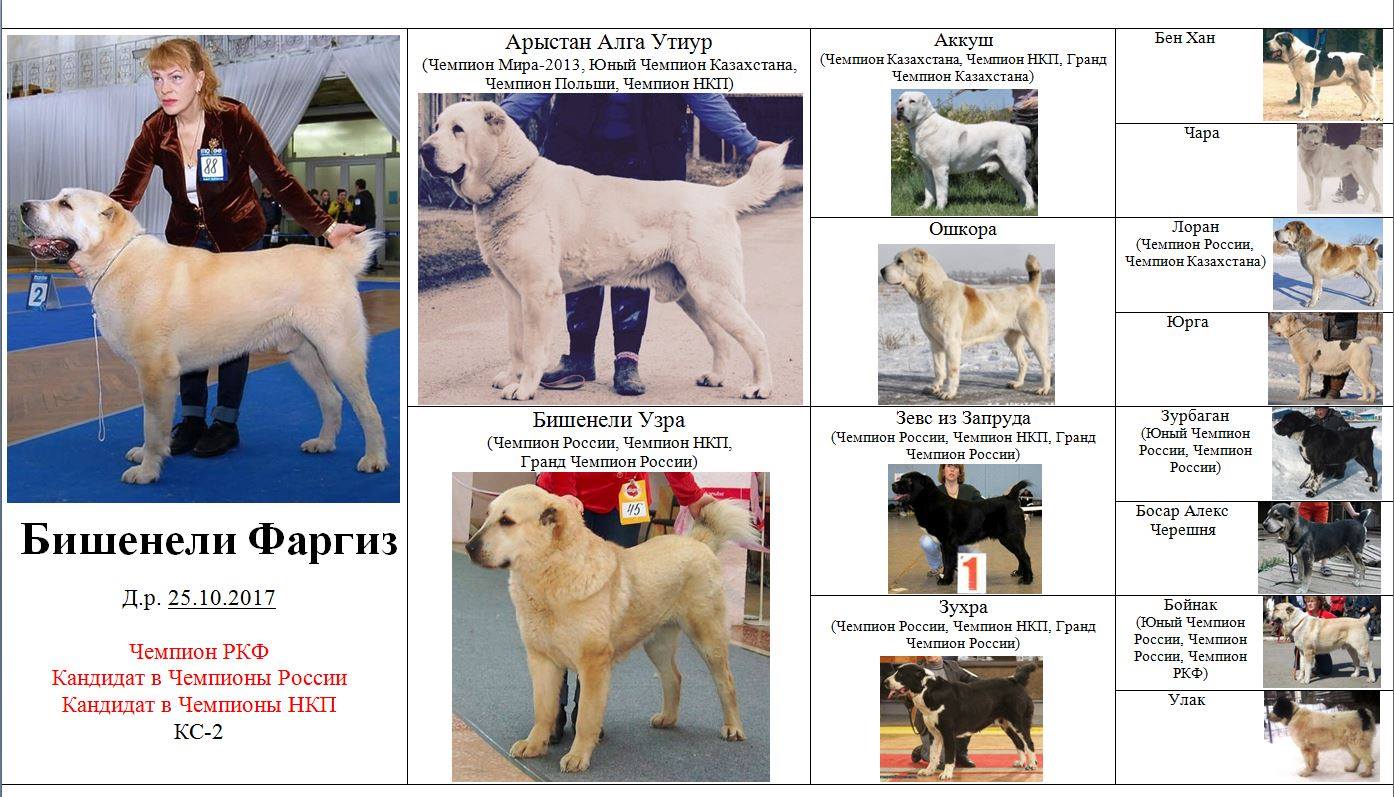 Бишенели Фаргиз
Д.р. 25.10.2017
Чемпион РКФ
Кандидат в Чемпионы России
Кандидат в Чемпионы НКП
КС-2
88
2
Арыстан Алга Утиур
(Чемпион Мира-2013, Юный Чемпион Казахстана,
Чемпион Польши, Чемпион НКП)
Бишенели Узра
(Чемпион России, Чемпион НКП,
Гранд Чемпион России)
45
Аккуш
(Чемпион Казахстана, Чемпион НКП, Гранд
Чемпион Казахстана)
Ошкора
Зевс из Запруда
(Чемпион России, Чемпион НКП, Гранд
Чемпион России)
1
Зухра
(Чемпион России, Чемпион НКП, Гранд
Чемпион России)
Бен Хан
Чара
Лоран
(Чемпион России,
Чемпион Казахстана)
Юрга
Зурбаган
(Юный Чемпион
России, Чемпион
России)
Босар Алекс
Черешня
Бойнак
(Юный Чемпион
России, Чемпион
России, Чемпион
РКФ)
Улак